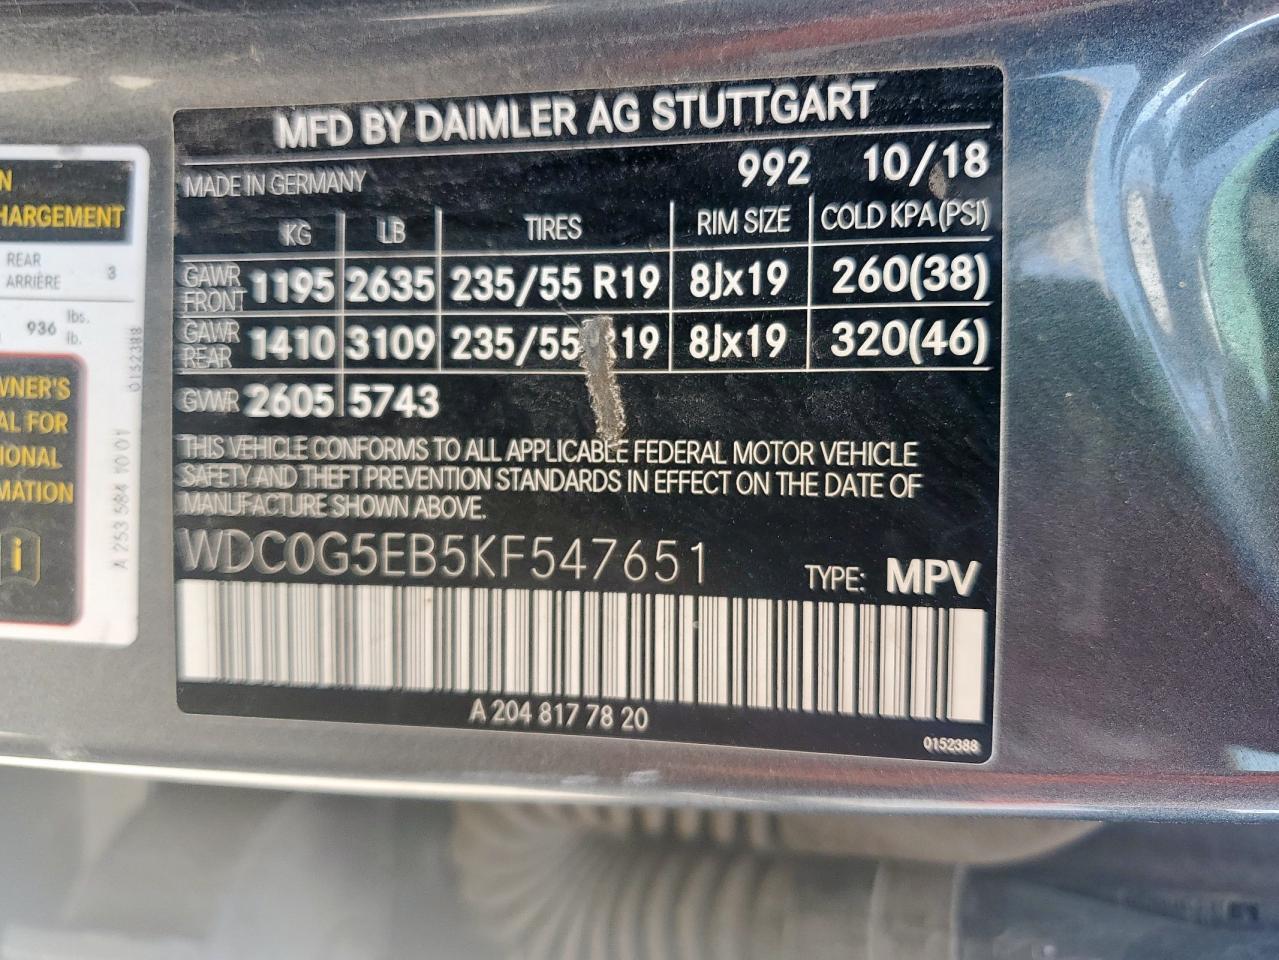 MFD BY DAIMLER AG STUTTGART
MADE IN GERMANY 992 10/18
KG LB TIRES RIM SIZE COLD KPA (PSI)
GAWR FRONT 1195 2635 235/55 R19 8Jx19 260(38)
GAWR REAR 1410 3109 235/55 19 8Jx19 320(46)
GVWR 2605 5743
THIS VEHICLE CONFORMS TO ALL APPLICABLE FEDERAL MOTOR VEHICLE
SAFETY AND THEFT PREVENTION STANDARDS IN EFFECT ON THE DATE OF
MANUFACTURE SHOWN ABOVE.
WDC0G5EB5KF547651 TYPE: MPV
A 204 817 78 20
0152388
N
HARGEMENT
REAR
ARRIÈRE 3
936 lbs.
lb.
0152388
A 253 584 10 01
WNER'S
AL FOR
IONAL
MATION
i